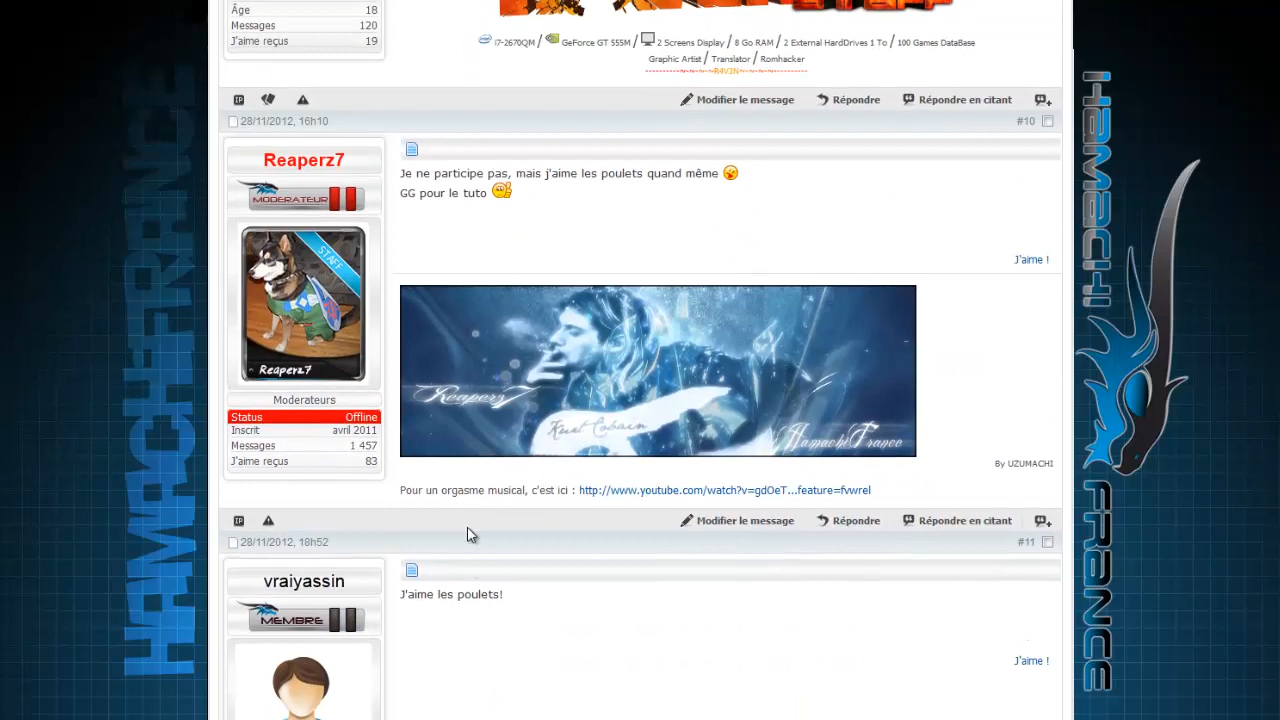 Âge 18
Messages 120
J'aime reçus 19
i7-2670QM / GeForce GT 555M / 2 Screens Display / 8 Go RAM / 2 External HardDrives 1 To / 100 Games DataBase
Graphic Artist / Translator / Romhacker
R4V1N
IP Modifier le message Répondre Répondre en citant
28/11/2012, 16h10 #10
Reaperz7
MODERATEUR
STAFF
Reaperz7
Moderateurs
Status Offline
Inscrit avril 2011
Messages 1 457
J'aime reçus 83
Je ne participe pas, mais j'aime les poulets quand même
GG pour le tuto
J'aime !
Reaperz7
Kurt Cobain
HamachiFrance
By UZUMACHI
Pour un orgasme musical, c'est ici : http://www.youtube.com/watch?v=gdOeT...feature=fvwrel
IP Modifier le message Répondre Répondre en citant
28/11/2012, 18h52 #11
vraiyassin
MEMBRE
J'aime les poulets!
J'aime !
HAMACHI FRANCE
HAMACHI FRANCE